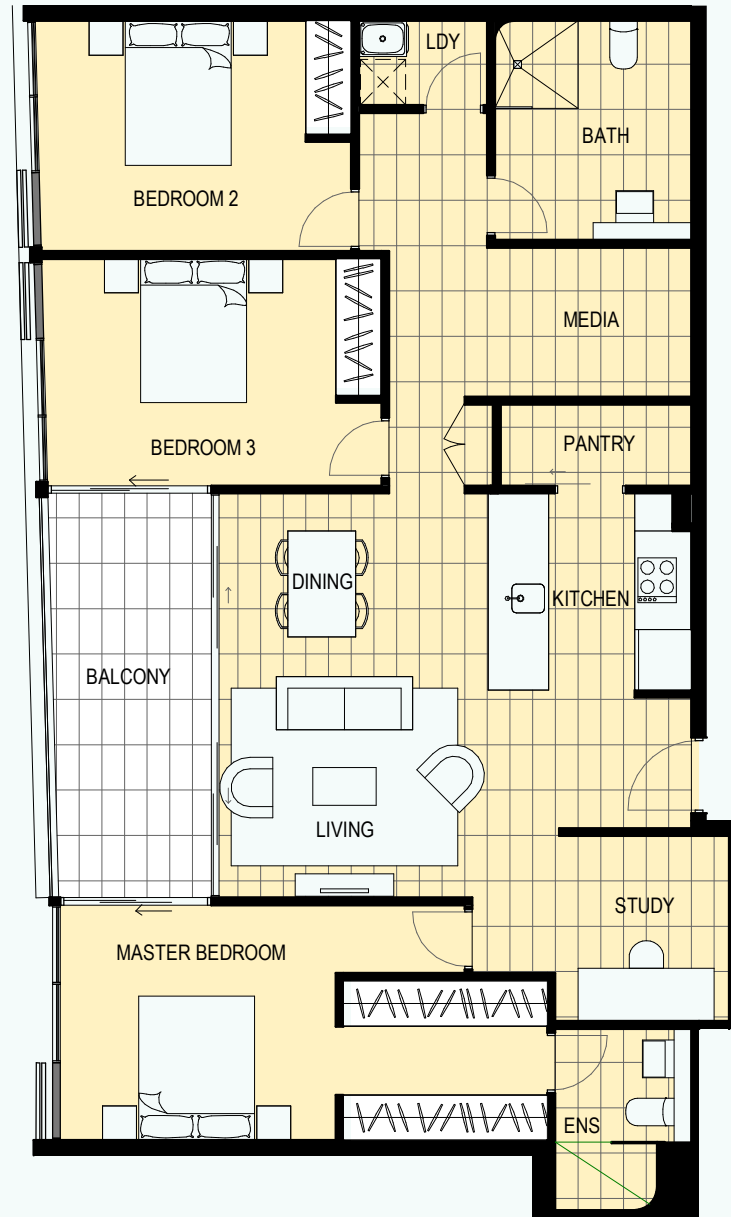 LDY
BATH
BEDROOM 2
MEDIA
BEDROOM 3
PANTRY
DINING
KITCHEN
BALCONY
LIVING
STUDY
MASTER BEDROOM
ENS